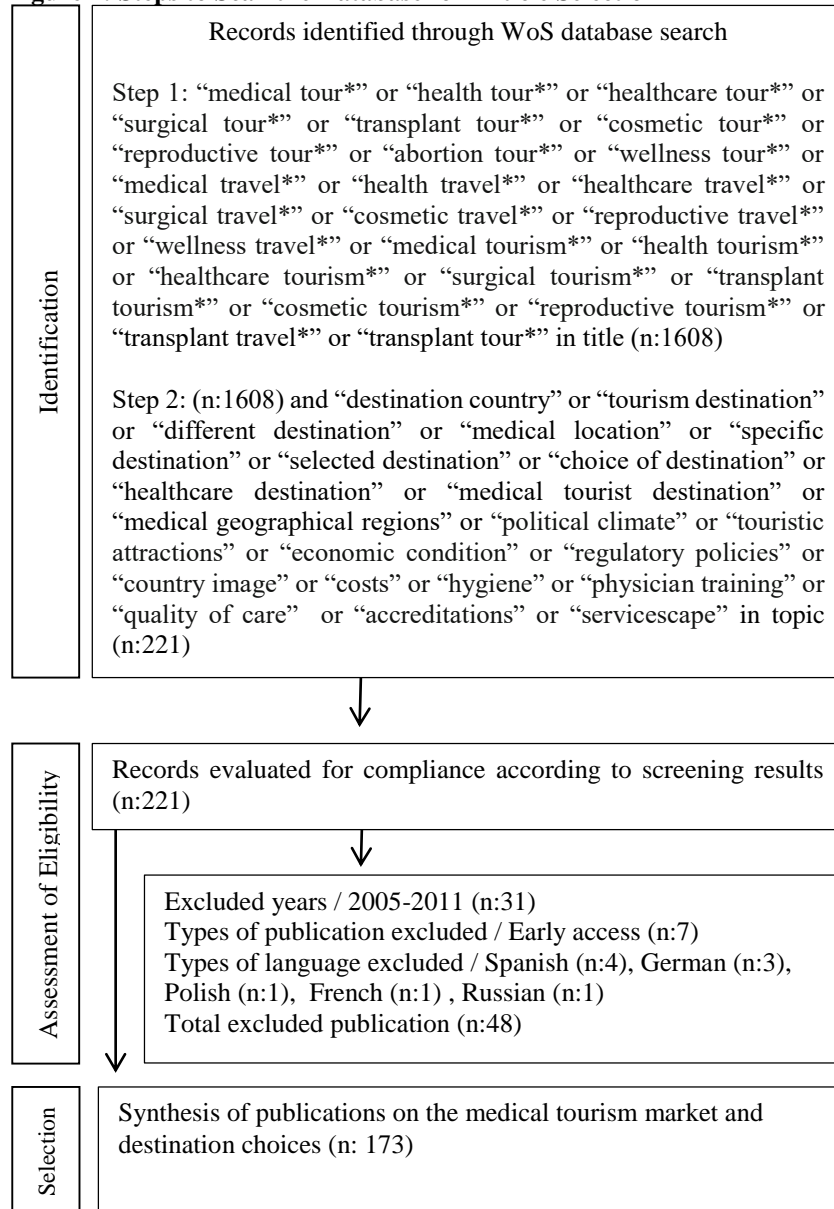 Records identified through WoS database search
Step 1: “medical tour*” or “health tour*” or “healthcare tour*” or
“surgical tour*” or “transplant tour*” or “cosmetic tour*” or
“reproductive tour*” or “abortion tour*” or “wellness tour*” or
“medical travel*” or “health travel*” or “healthcare travel*” or
“surgical travel*” or “cosmetic travel*” or “reproductive travel*”
or “wellness travel*” or “medical tourism*” or “health tourism*”
or “healthcare tourism*” or “surgical tourism*” or “transplant
tourism*” or “cosmetic tourism*” or “reproductive tourism*” or
“transplant travel*” or “transplant tour*” in title (n:1608)
Step 2: (n:1608) and “destination country” or “tourism destination”
or “different destination” or “medical location” or “specific
destination” or “selected destination” or “choice of destination” or
“healthcare destination” or “medical tourist destination” or
“medical geographical regions” or “political climate” or “touristic
attractions” or “economic condition” or “regulatory policies” or
“country image” or “costs” or “hygiene” or “physician training” or
“quality of care” or “accreditations” or “servicescape” in topic
(n:221)
Identification
Records evaluated for compliance according to screening results
(n:221)
Assessment of Eligibility
Excluded years / 2005-2011 (n:31)
Types of publication excluded / Early access (n:7)
Types of language excluded / Spanish (n:4), German (n:3),
Polish (n:1), French (n:1) , Russian (n:1)
Total excluded publication (n:48)
Selection
Synthesis of publications on the medical tourism market and
destination choices (n: 173)